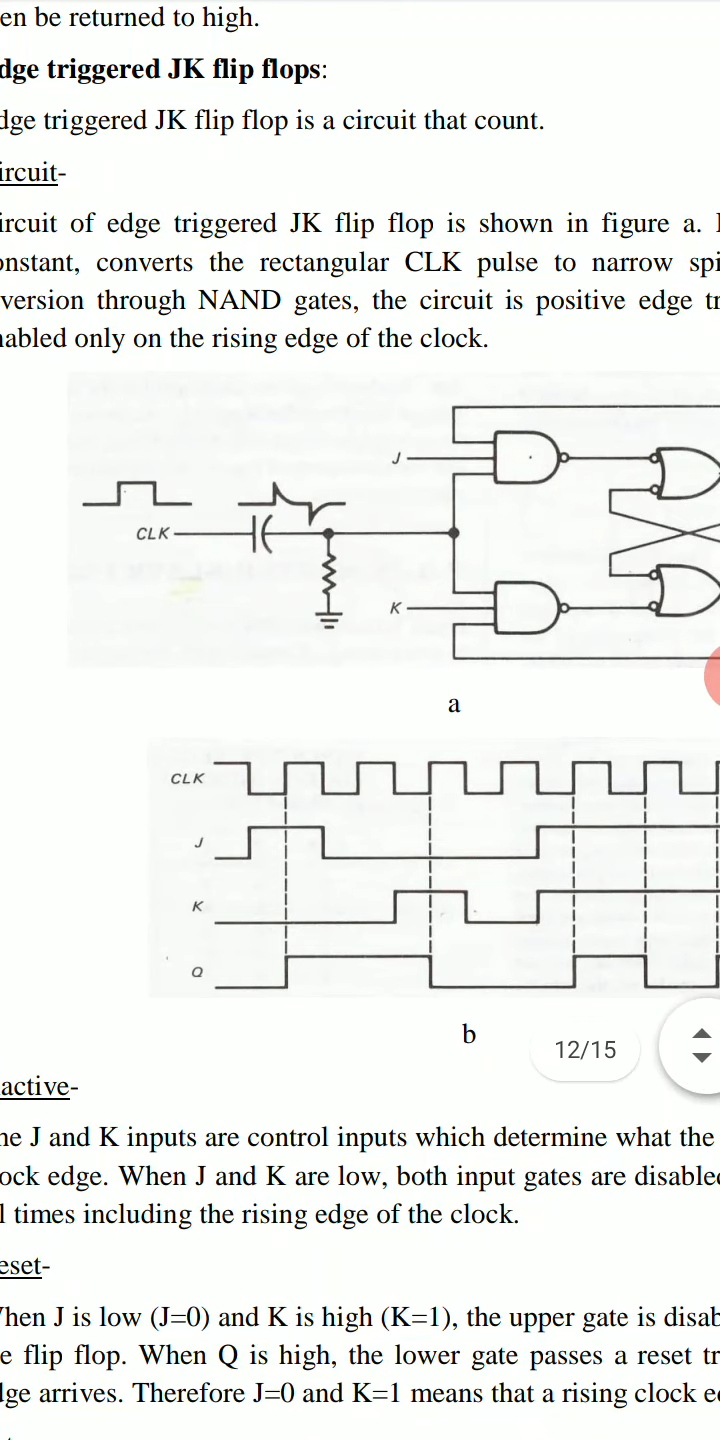 en be returned to high.
dge triggered JK flip flops:
dge triggered JK flip flop is a circuit that count.
ircuit-
ircuit of edge triggered JK flip flop is shown in figure a.
onstant, converts the rectangular CLK pulse to narrow spi
version through NAND gates, the circuit is positive edge tr
abled only on the rising edge of the clock.
J
CLK
K
a
CLK
J
K
Q
b
12/15
active-
he J and K inputs are control inputs which determine what the
ock edge. When J and K are low, both input gates are disable
l times including the rising edge of the clock.
eset-
hen J is low (J=0) and K is high (K=1), the upper gate is disab
e flip flop. When Q is high, the lower gate passes a reset tr
dge arrives. Therefore J=0 and K=1 means that a rising clock e